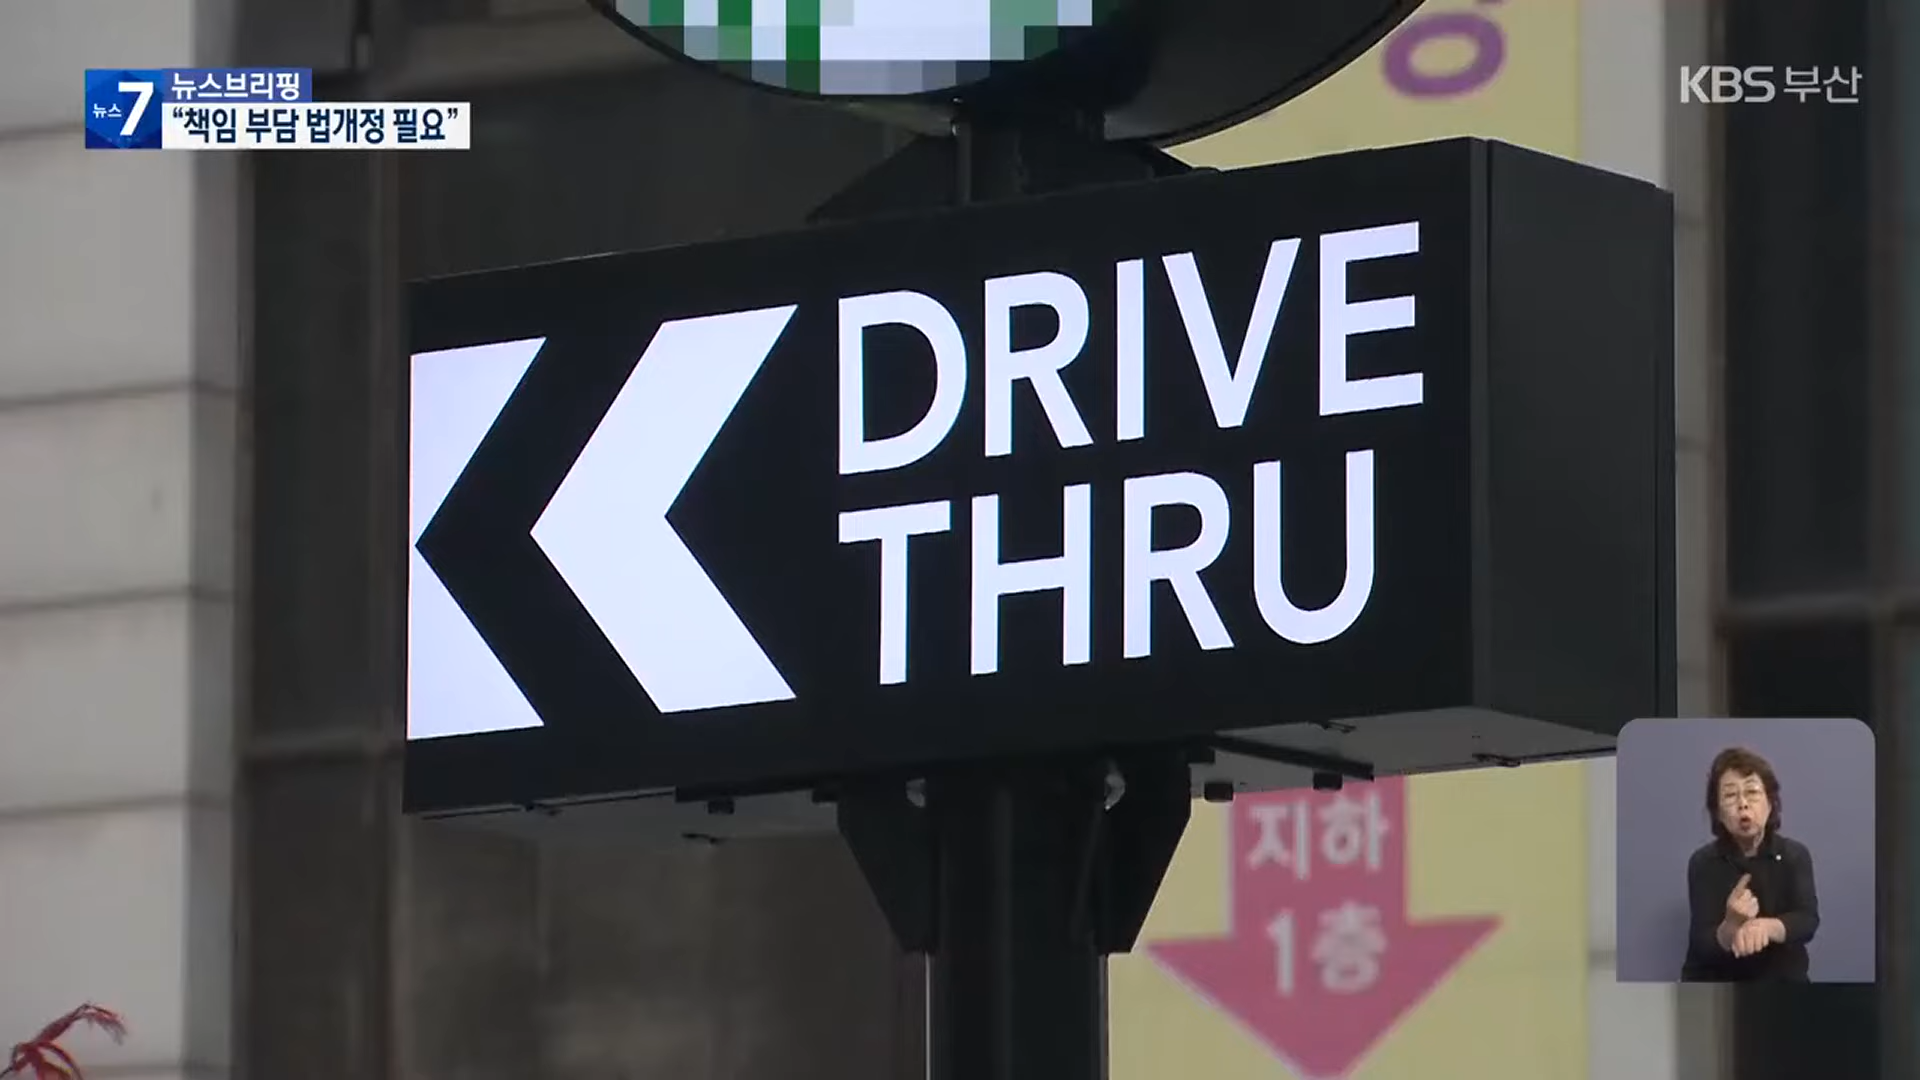 뉴스7 뉴스브리핑
“책임 부담 법개정 필요”
KBS 부산
DRIVE
THRU
지하
1층